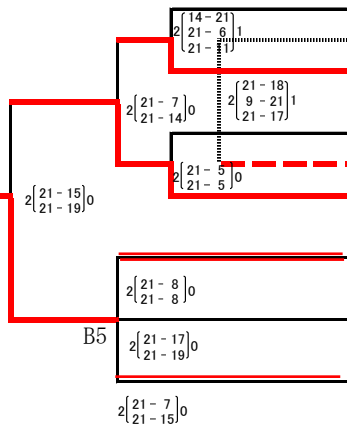 14 - 21
2 21 - 6 1
21 - 11
21 - 18
2 9 - 21 1
21 - 17
2 21 - 7 0
21 - 14
2 21 - 5 0
21 - 5
2 21 - 15 0
21 - 19
2 21 - 8 0
21 - 8
B5
2 21 - 17 0
21 - 19
2 21 - 7 0
21 - 15